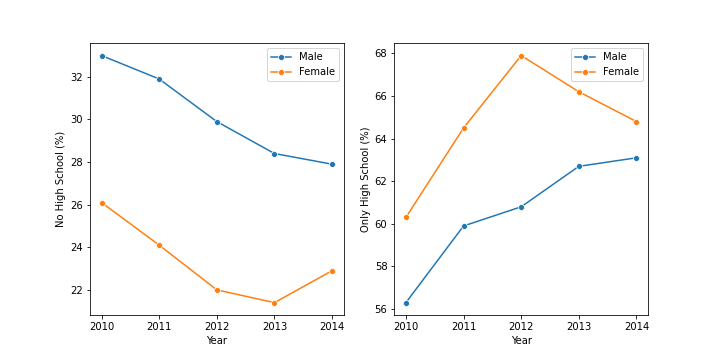 No High School (%)
32
30
28
26
24
22
Male
Female
2010 2011 2012 2013 2014
Year
Only High School (%)
68
66
64
62
60
58
56
Male
Female
2010 2011 2012 2013 2014
Year